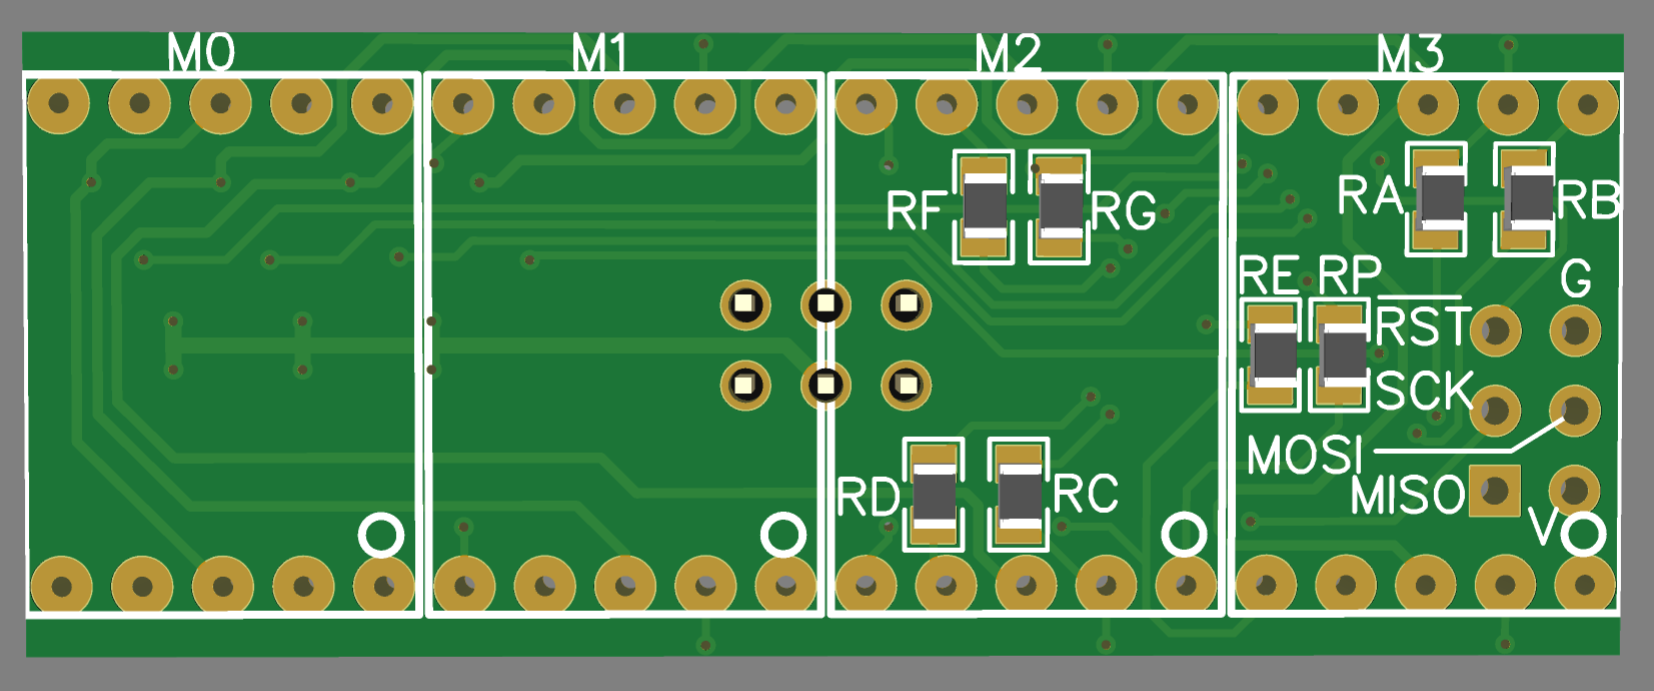 M0 M1 M2 M3
RF RG RA RB
RE RP G
RST
SCK
MOSI
RD RC MISO
V